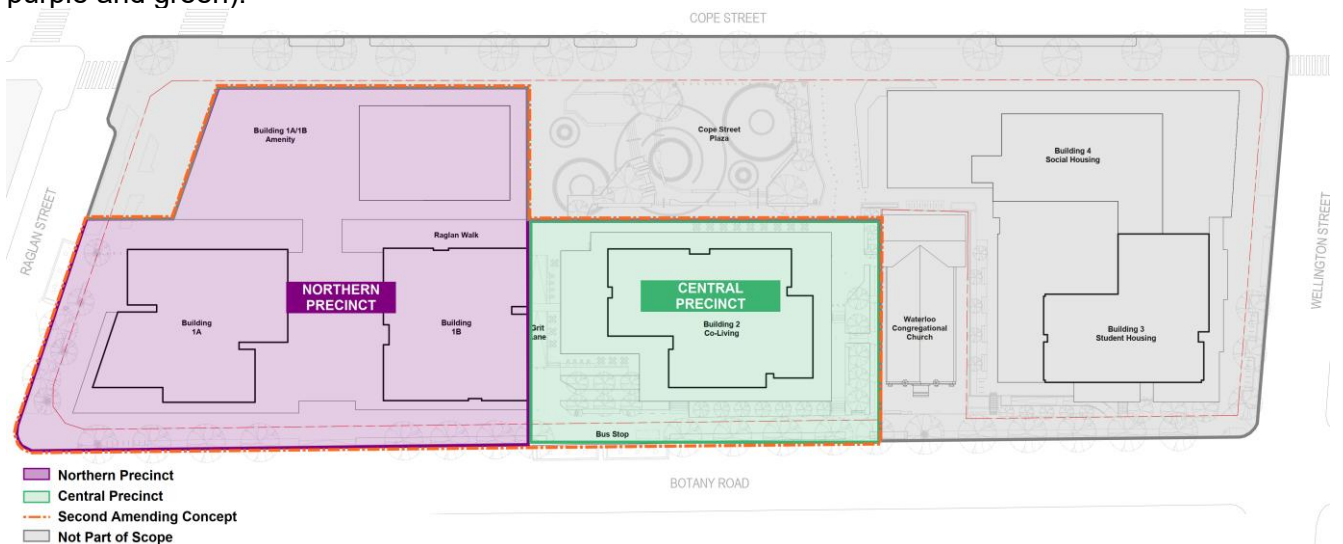 purple and green).
COPE STREET
Building 1A/1B
Amenity
Cope Street
Plaza
Building 4
Social Housing
RAGLAN STREET
WELLINGTON STREET
Raglan Walk
NORTHERN
PRECINCT
CENTRAL
PRECINCT
Building
1A
Building
1B
Grit
Lane
Building 2
Co-Living
Waterloo
Congregational
Church
Building 3
Student Housing
Bus Stop
BOTANY ROAD
Northern Precinct
Central Precinct
Second Amending Concept
Not Part of Scope